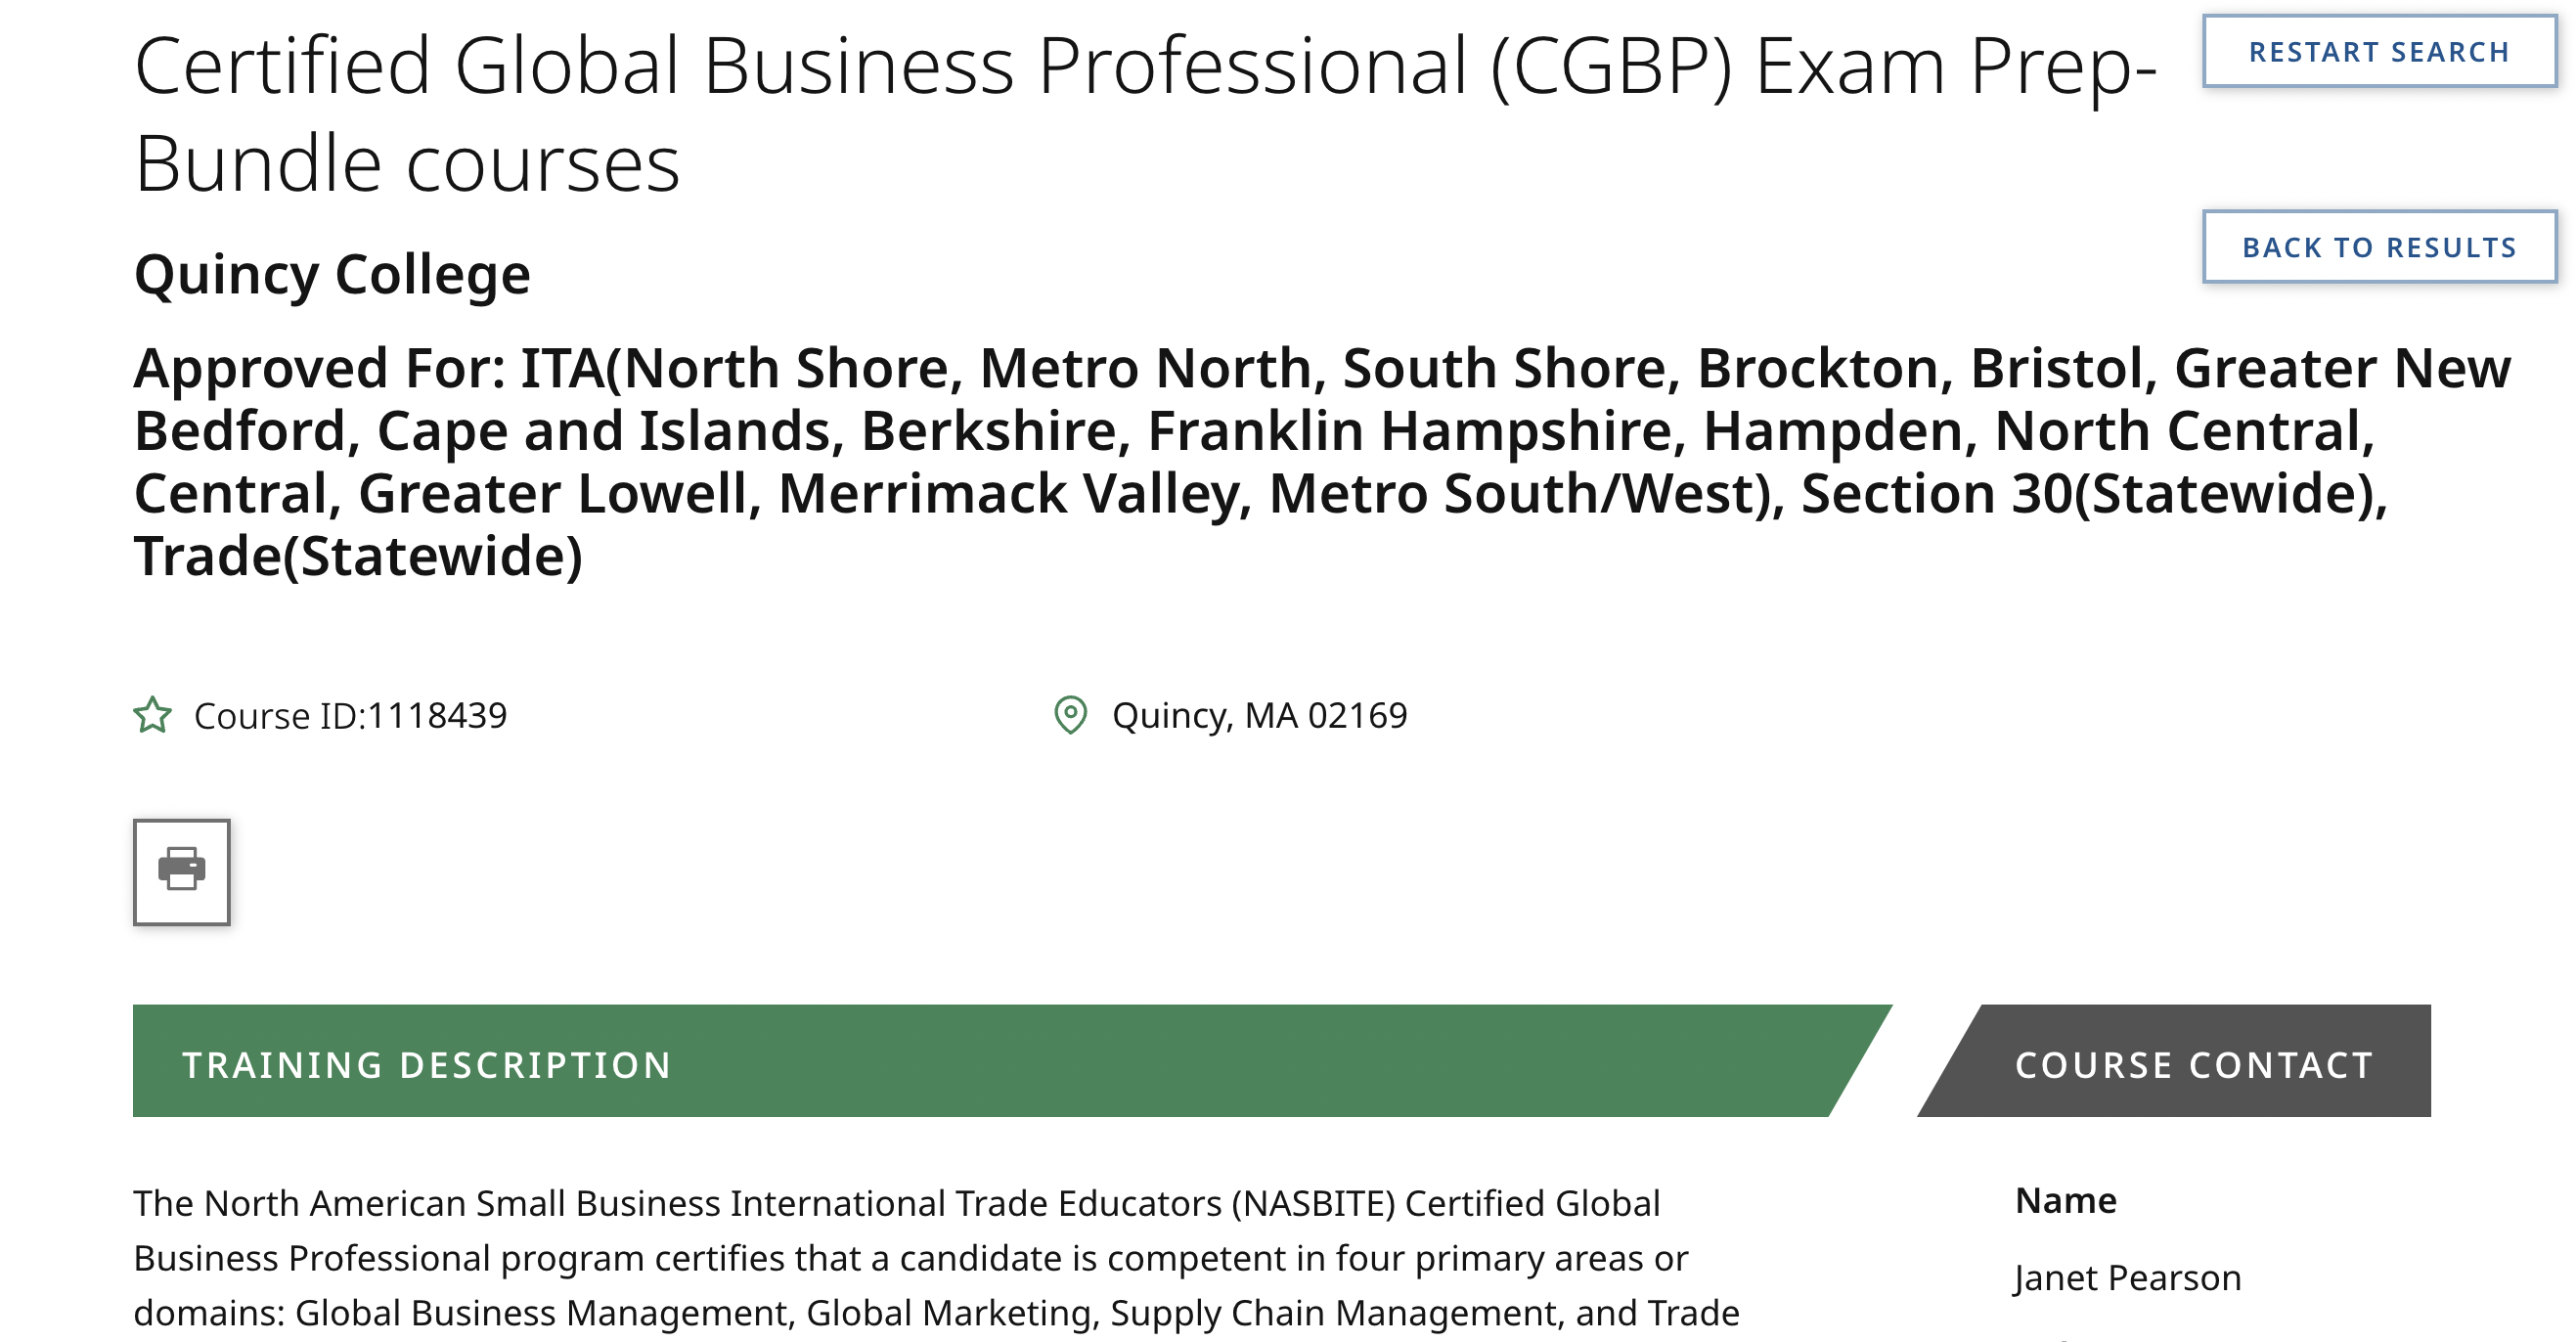 Certified Global Business Professional (CGBP) Exam Prep-
Bundle courses
RESTART SEARCH
BACK TO RESULTS
Quincy College
Approved For: ITA(North Shore, Metro North, South Shore, Brockton, Bristol, Greater New
Bedford, Cape and Islands, Berkshire, Franklin Hampshire, Hampden, North Central,
Central, Greater Lowell, Merrimack Valley, Metro South/West), Section 30(Statewide),
Trade(Statewide)
Course ID:1118439
Quincy, MA 02169
TRAINING DESCRIPTION
The North American Small Business International Trade Educators (NASBITE) Certified Global
Business Professional program certifies that a candidate is competent in four primary areas or
domains: Global Business Management, Global Marketing, Supply Chain Management, and Trade
COURSE CONTACT
Name
Janet Pearson